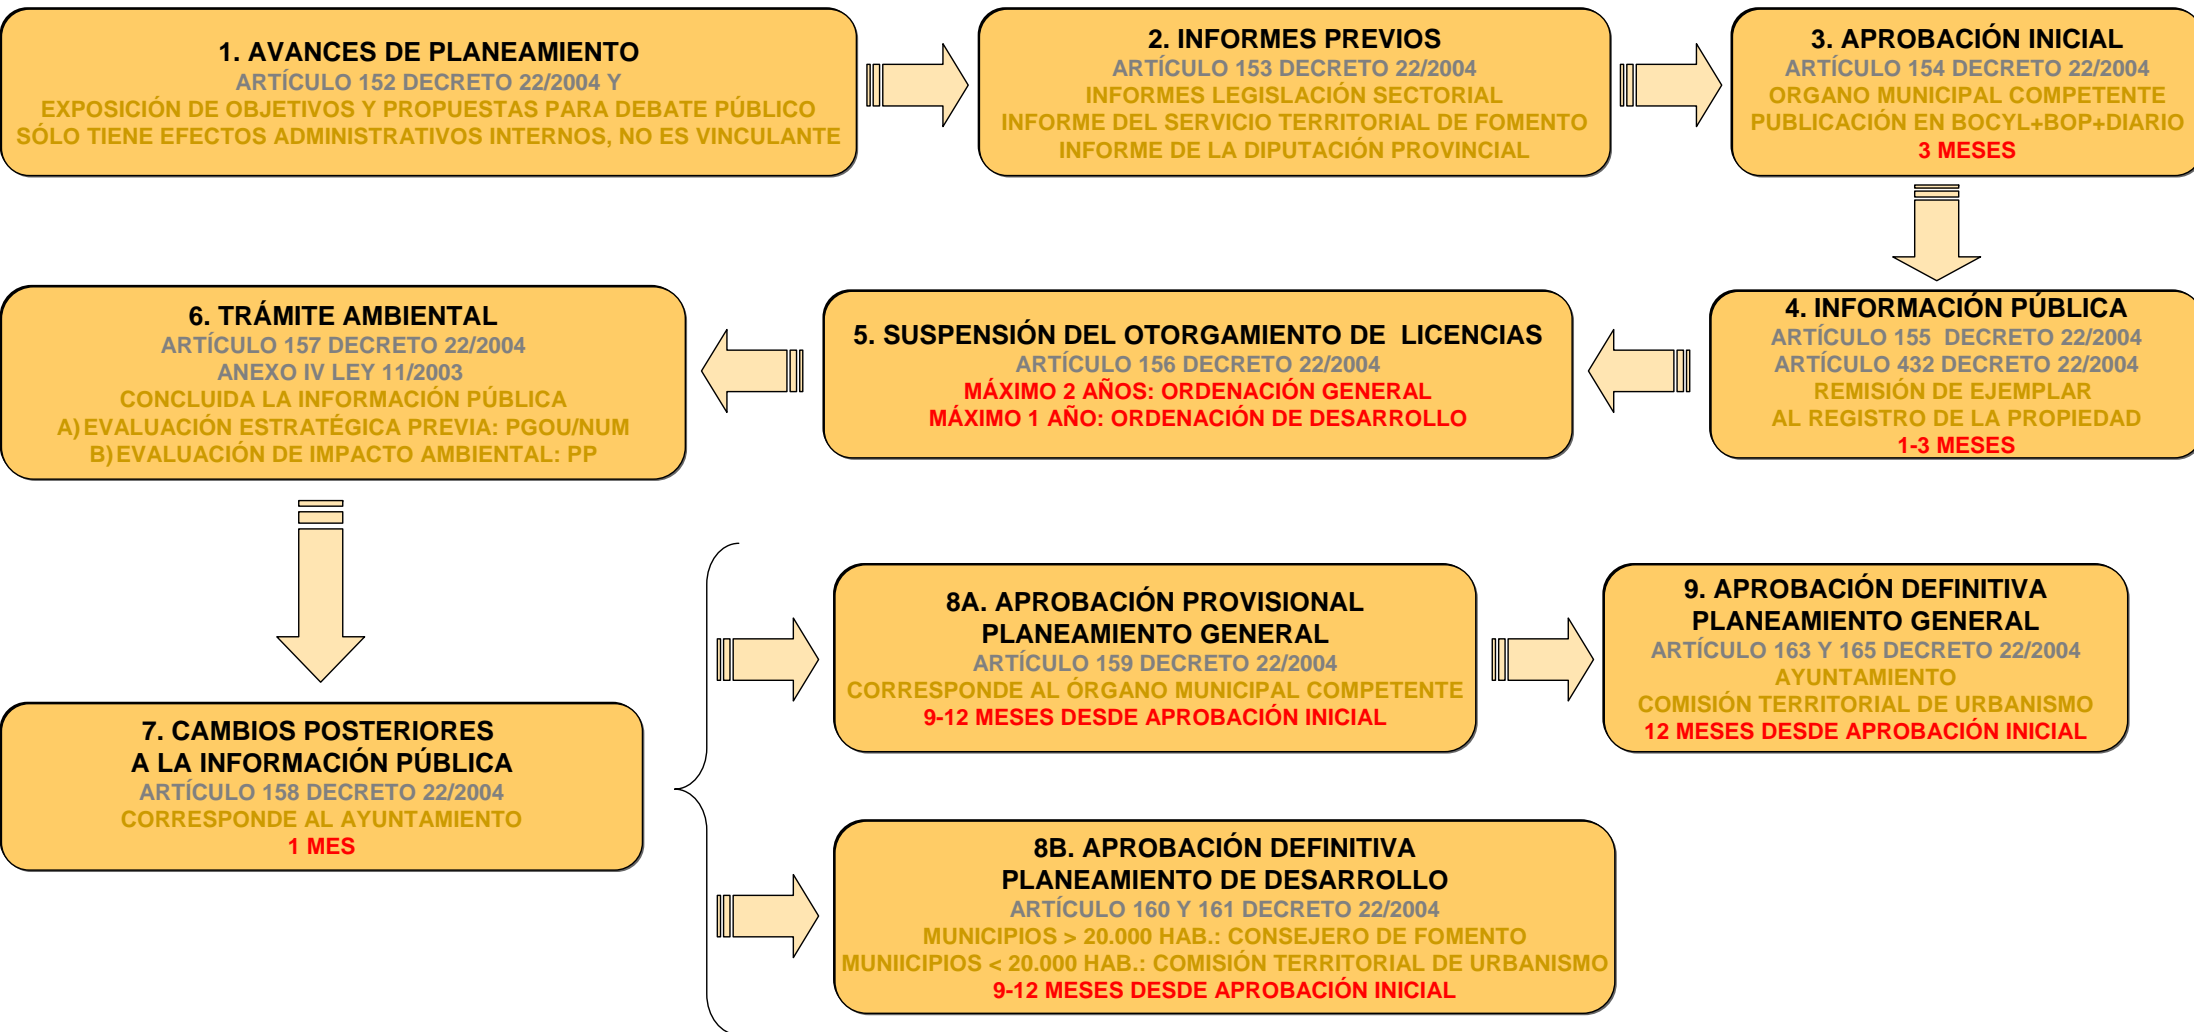 1. AVANCES DE PLANEAMIENTO
ARTÍCULO 152 DECRETO 22/2004 Y
EXPOSICIÓN DE OBJETIVOS Y PROPUESTAS PARA DEBATE PÚBLICO
SÓLO TIENE EFECTOS ADMINISTRATIVOS INTERNOS, NO ES VINCULANTE
2. INFORMES PREVIOS
ARTÍCULO 153 DECRETO 22/2004
INFORMES LEGISLACIÓN SECTORIAL
INFORME DEL SERVICIO TERRITORIAL DE FOMENTO
INFORME DE LA DIPUTACIÓN PROVINCIAL
3. APROBACIÓN INICIAL
ARTÍCULO 154 DECRETO 22/2004
ORGANO MUNICIPAL COMPETENTE
PUBLICACIÓN EN BOCYL+BOP+DIARIO
3 MESES
4. INFORMACIÓN PÚBLICA
ARTÍCULO 155 DECRETO 22/2004
ARTÍCULO 432 DECRETO 22/2004
REMISIÓN DE EJEMPLAR
AL REGISTRO DE LA PROPIEDAD
1-3 MESES
5. SUSPENSIÓN DEL OTORGAMIENTO DE LICENCIAS
ARTÍCULO 156 DECRETO 22/2004
MÁXIMO 2 AÑOS: ORDENACIÓN GENERAL
MÁXIMO 1 AÑO: ORDENACIÓN DE DESARROLLO
6. TRÁMITE AMBIENTAL
ARTÍCULO 157 DECRETO 22/2004
ANEXO IV LEY 11/2003
CONCLUIDA LA INFORMACIÓN PÚBLICA
A) EVALUACIÓN ESTRATÉGICA PREVIA: PGOU/NUM
B) EVALUACIÓN DE IMPACTO AMBIENTAL: PP
7. CAMBIOS POSTERIORES
A LA INFORMACIÓN PÚBLICA
ARTÍCULO 158 DECRETO 22/2004
CORRESPONDE AL AYUNTAMIENTO
1 MES
8A. APROBACIÓN PROVISIONAL
PLANEAMIENTO GENERAL
ARTÍCULO 159 DECRETO 22/2004
CORRESPONDE AL ÓRGANO MUNICIPAL COMPETENTE
9-12 MESES DESDE APROBACIÓN INICIAL
9. APROBACIÓN DEFINITIVA
PLANEAMIENTO GENERAL
ARTÍCULO 163 Y 165 DECRETO 22/2004
AYUNTAMIENTO
COMISIÓN TERRITORIAL DE URBANISMO
12 MESES DESDE APROBACIÓN INICIAL
8B. APROBACIÓN DEFINITIVA
PLANEAMIENTO DE DESARROLLO
ARTÍCULO 160 Y 161 DECRETO 22/2004
MUNICIPIOS > 20.000 HAB.: CONSEJERO DE FOMENTO
MUNIICIPIOS < 20.000 HAB.: COMISIÓN TERRITORIAL DE URBANISMO
9-12 MESES DESDE APROBACIÓN INICIAL